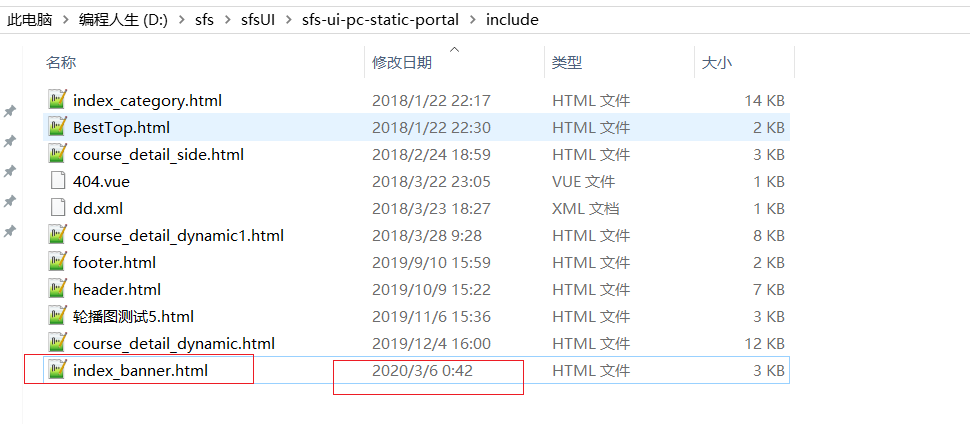 此电脑 > 编程人生 (D:) > sfs > sfsUI > sfs-ui-pc-static-portal > include
名称 修改日期 类型 大小
index_category.html 2018/1/22 22:17 HTML 文件 14 KB
BestTop.html 2018/1/22 22:30 HTML 文件 2 KB
course_detail_side.html 2018/2/24 18:59 HTML 文件 3 KB
404.vue 2018/3/22 23:05 VUE 文件 1 KB
dd.xml 2018/3/23 18:27 XML 文档 1 KB
course_detail_dynamic1.html 2018/3/28 9:28 HTML 文件 8 KB
footer.html 2019/9/10 15:59 HTML 文件 2 KB
header.html 2019/10/9 15:22 HTML 文件 7 KB
轮播图测试5.html 2019/11/6 15:36 HTML 文件 3 KB
course_detail_dynamic.html 2019/12/4 16:00 HTML 文件 12 KB
index_banner.html 2020/3/6 0:42 HTML 文件 3 KB